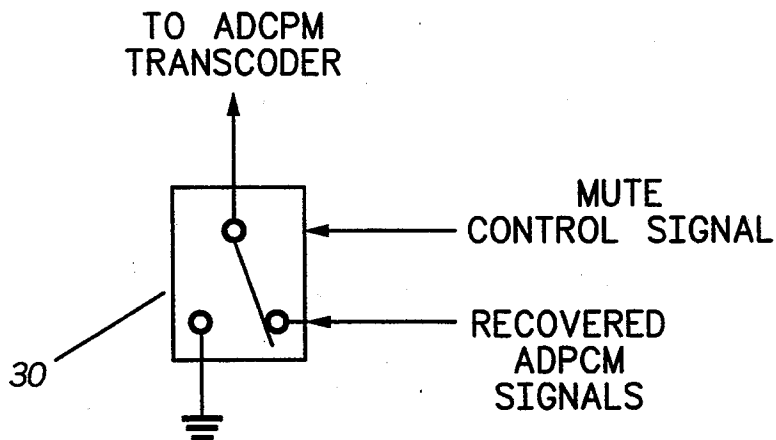 TO ADCPM
TRANSCODER
MUTE
CONTROL SIGNAL
RECOVERED
ADPCM
SIGNALS
30